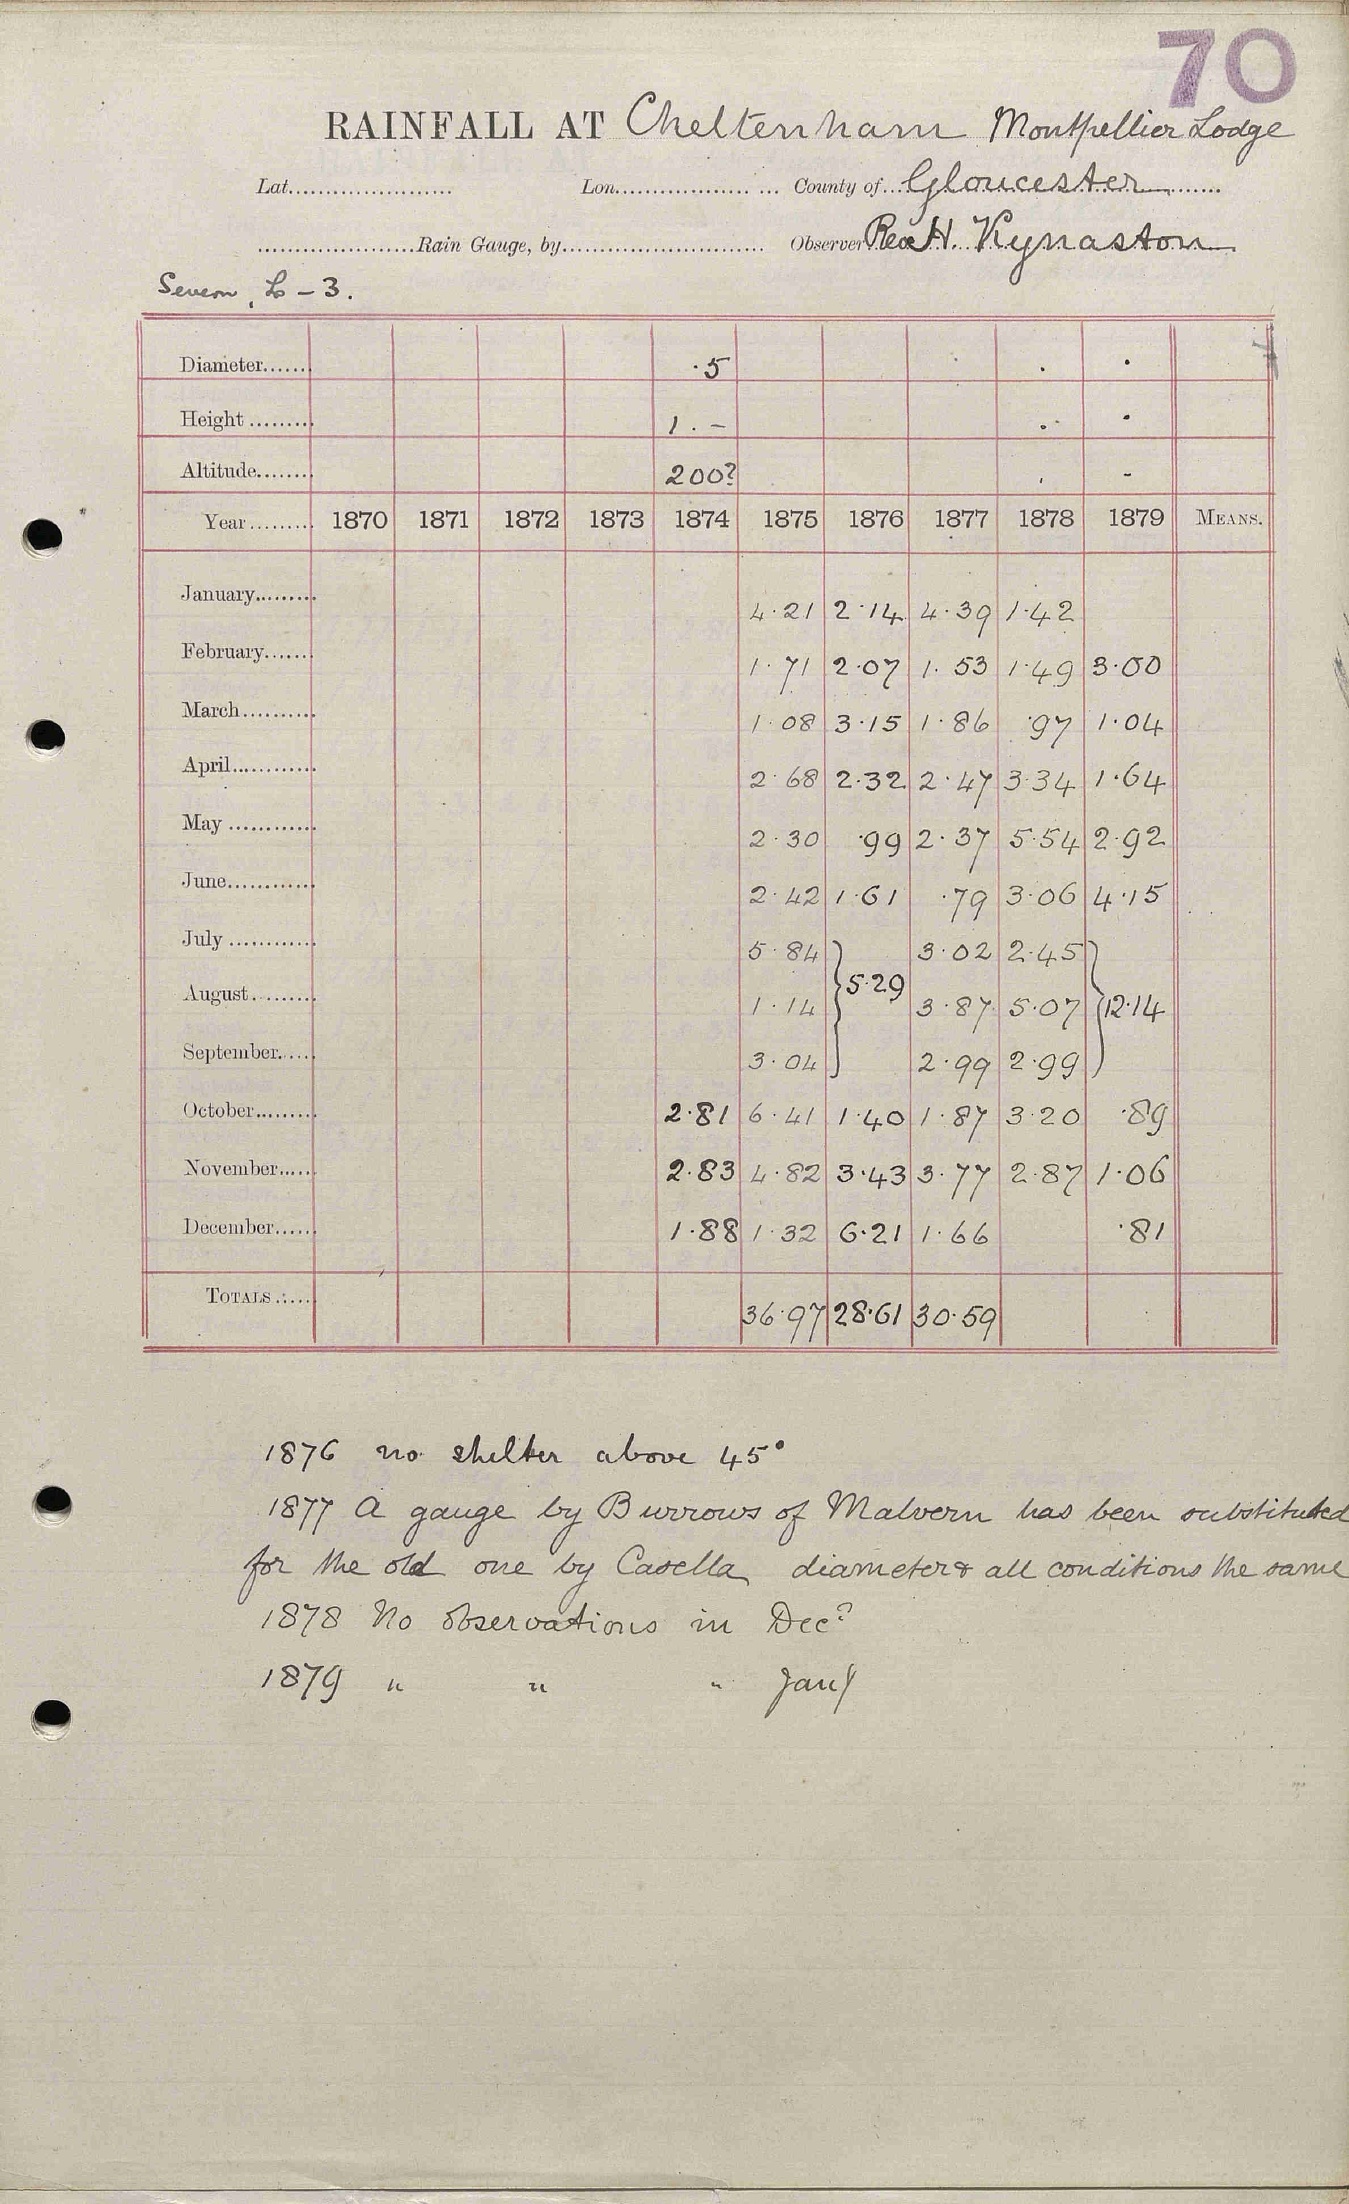 70
RAINFALL AT Cheltenham Montpellier Lodge
Lat...................... Lon................... ... County of....Gloucester.......
.....................Rain Gauge, by........................... Observer Rev H. Kynaston
Severn, L - 3.
Diameter....... ·5 · ·
Height ......... 1 . - · ·
Altitude........ 200? · -
Year......... 1870 1871 1872 1873 1874 1875 1876 1877 1878 1879 MEANS.
January......... 4·21 2·14 4·39 1·42
February....... 1·71 2·07 1·53 1·49 3·00
March.......... 1·08 3·15 1·86 ·97 1·04
April............ 2·68 2·32 2·47 3·34 1·64
May ............ 2·30 ·99 2·37 5·54 2·92
June............ 2·42 1·61 ·79 3·06 4·15
July ............ 5·84 3·02 2·45
August.......... 1·14 } 5·29 3·87 5·07 } 12·14
September..... 3·04 2·99 2·99
October......... 2·81 6·41 1·40 1·87 3·20 ·89
November...... 2·83 4·82 3·43 3·77 2·87 1·06
December...... 1·88 1·32 6·21 1·66 ·81
TOTALS ...... 36·97 28·61 30·59
1876 no shelter above 45°
1877 A gauge by Burrows of Malvern has been substituted
for the old one by Casella diameter & all conditions the same
1878 No observations in Decr
1879 " " " Jany